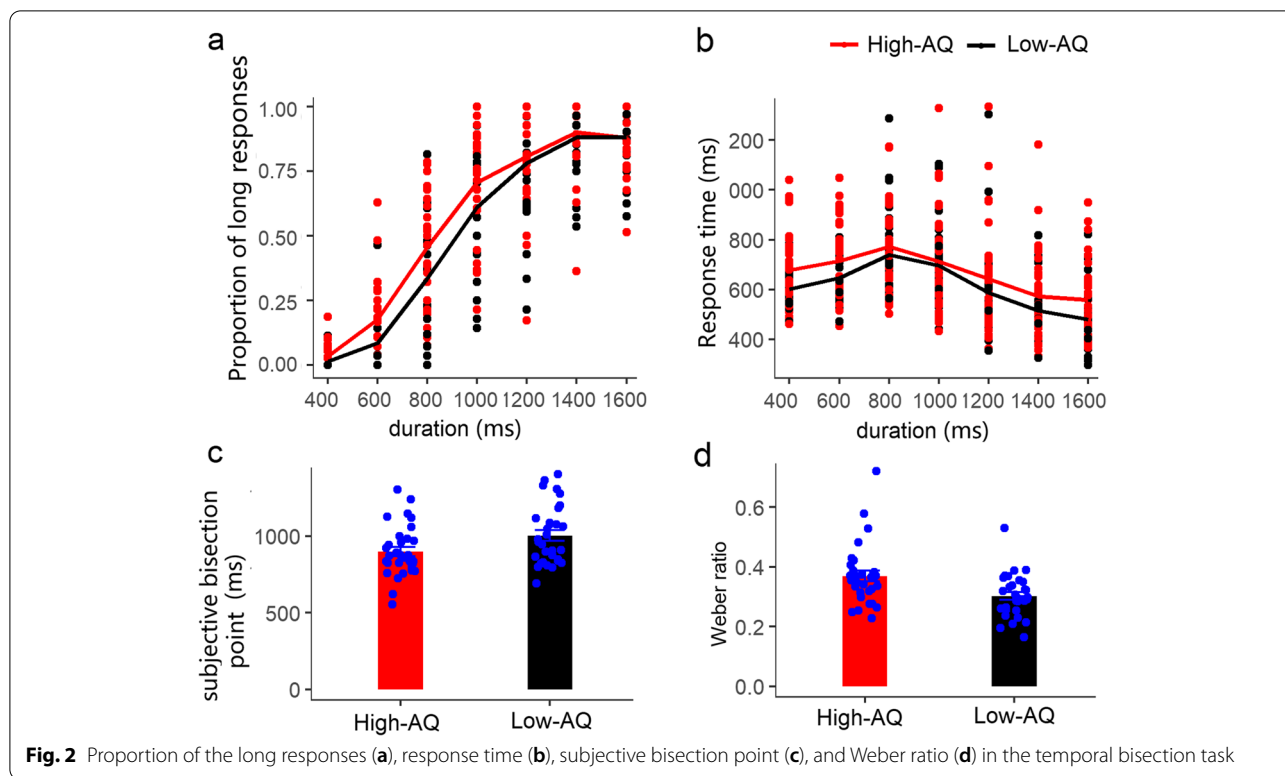 a
Proportion of long responses
1.00
0.75
0.50
0.25
0.00
400 600 800 1000 1200 1400 1600
duration (ms)
b
High-AQ Low-AQ
Response time (ms)
200
000
800
600
400
400 600 800 1000 1200 1400 1600
duration (ms)
c
subjective bisection
point (ms)
1000
500
0
High-AQ Low-AQ
d
Weber ratio
0.6
0.4
0.2
0.0
High-AQ Low-AQ
Fig. 2 Proportion of the long responses (a), response time (b), subjective bisection point (c), and Weber ratio (d) in the temporal bisection task